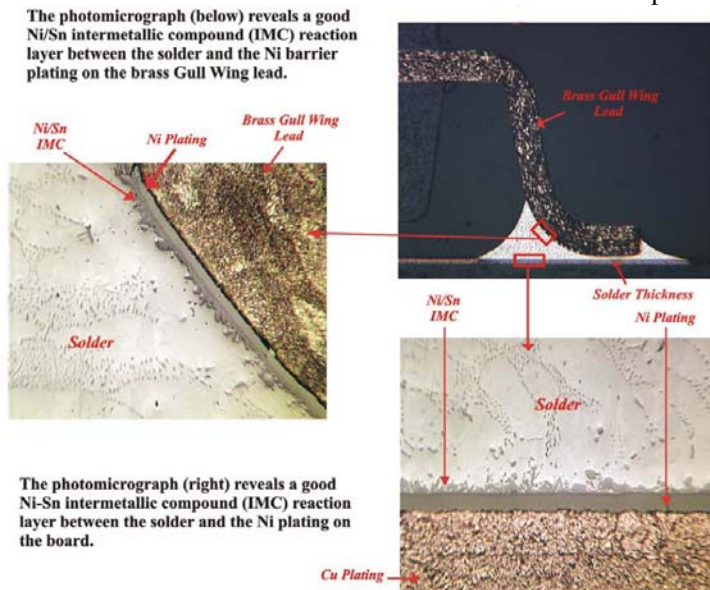 The photomicrograph (below) reveals a good
Ni/Sn intermetallic compound (IMC) reaction
layer between the solder and the Ni barrier
plating on the brass Gull Wing lead.
Brass Gull Wing
Lead
Ni/Sn
IMC
Ni Plating
Brass Gull Wing
Lead
Solder
Solder Thickness
Ni/Sn
IMC
Ni Plating
Solder
The photomicrograph (right) reveals a good
Ni-Sn intermetallic compound (IMC) reaction
layer between the solder and the Ni plating on
the board.
Cu Plating